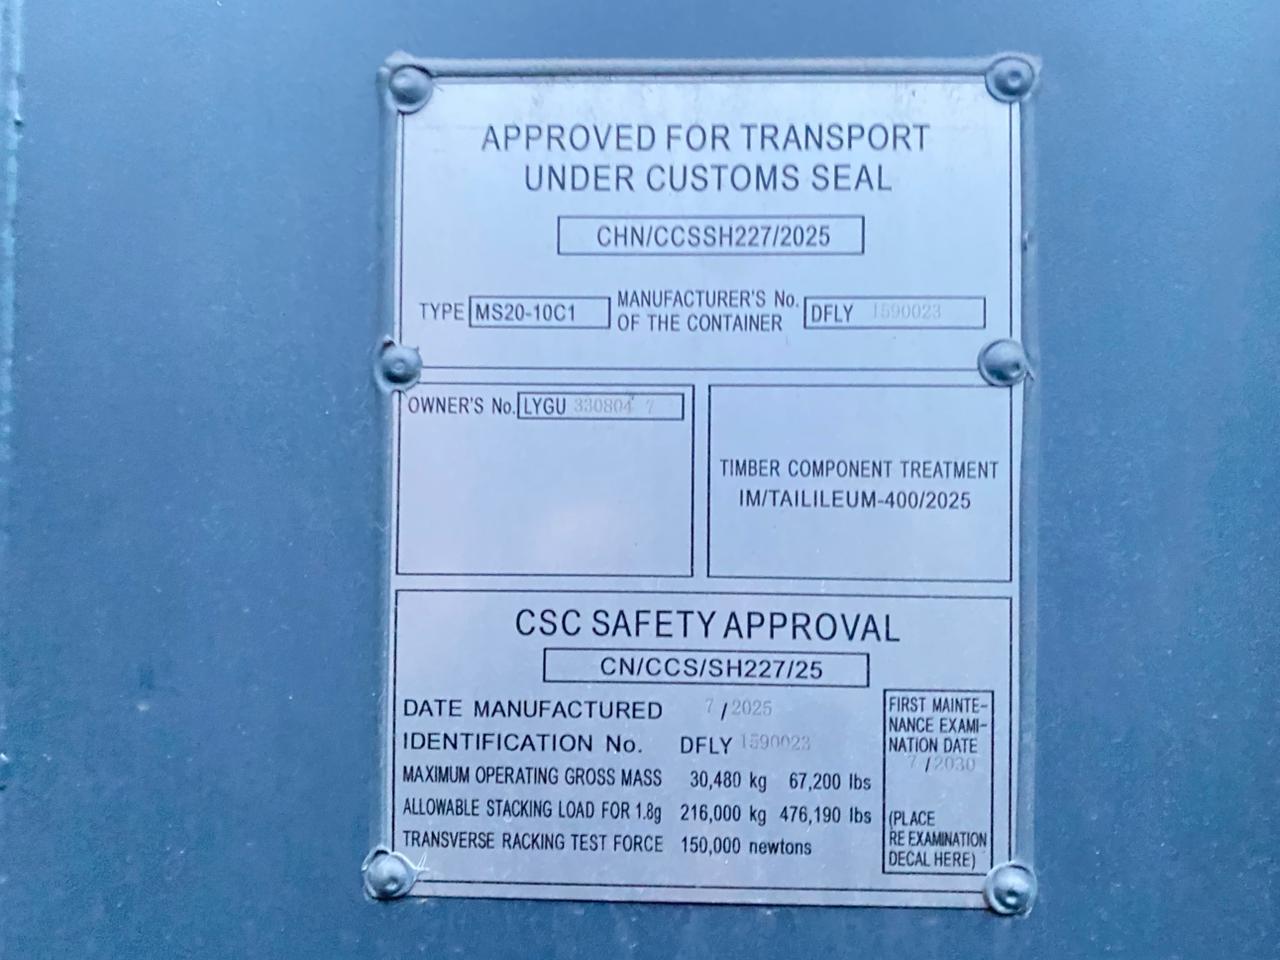 APPROVED FOR TRANSPORT
UNDER CUSTOMS SEAL
CHN/CCSSH227/2025
TYPE MS20-10C1 MANUFACTURER'S No. OF THE CONTAINER DFLY 1590023
OWNER'S No. LYGU 330804 7
TIMBER COMPONENT TREATMENT
IM/TAILILEUM-400/2025
CSC SAFETY APPROVAL
CN/CCS/SH227/25
DATE MANUFACTURED 7 / 2025
IDENTIFICATION No. DFLY 1590023
MAXIMUM OPERATING GROSS MASS 30,480 kg 67,200 lbs
ALLOWABLE STACKING LOAD FOR 1.8g 216,000 kg 476,190 lbs
TRANSVERSE RACKING TEST FORCE 150,000 newtons
FIRST MAINTE-
NANCE EXAMI-
NATION DATE
7 / 2030
(PLACE
RE EXAMINATION
DECAL HERE)